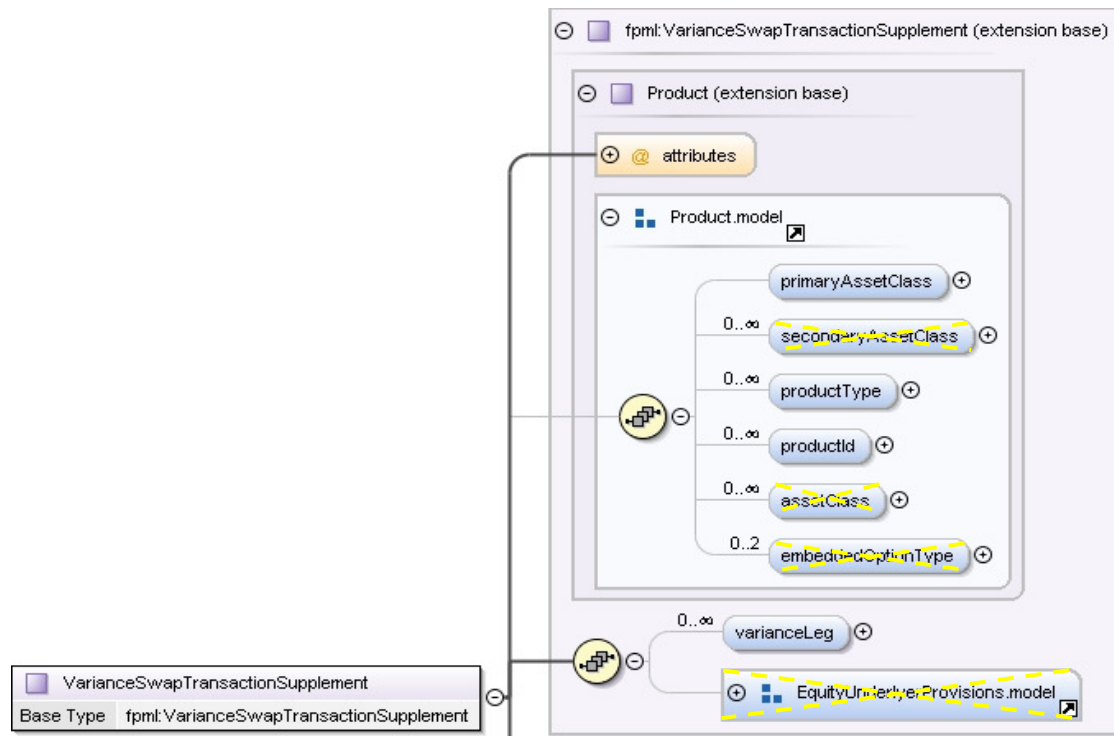 fpml:VarianceSwapTransactionSupplement (extension base)
Product (extension base)
@ attributes
Product.model
primaryAssetClass
0..∞
secondaryAssetClass
0..∞
productType
0..∞
productId
0..∞
assetClass
0..2
embeddedOptionType
0..∞
varianceLeg
EquityUnderlyerProvisions.model
VarianceSwapTransactionSupplement
Base Type fpml:VarianceSwapTransactionSupplement